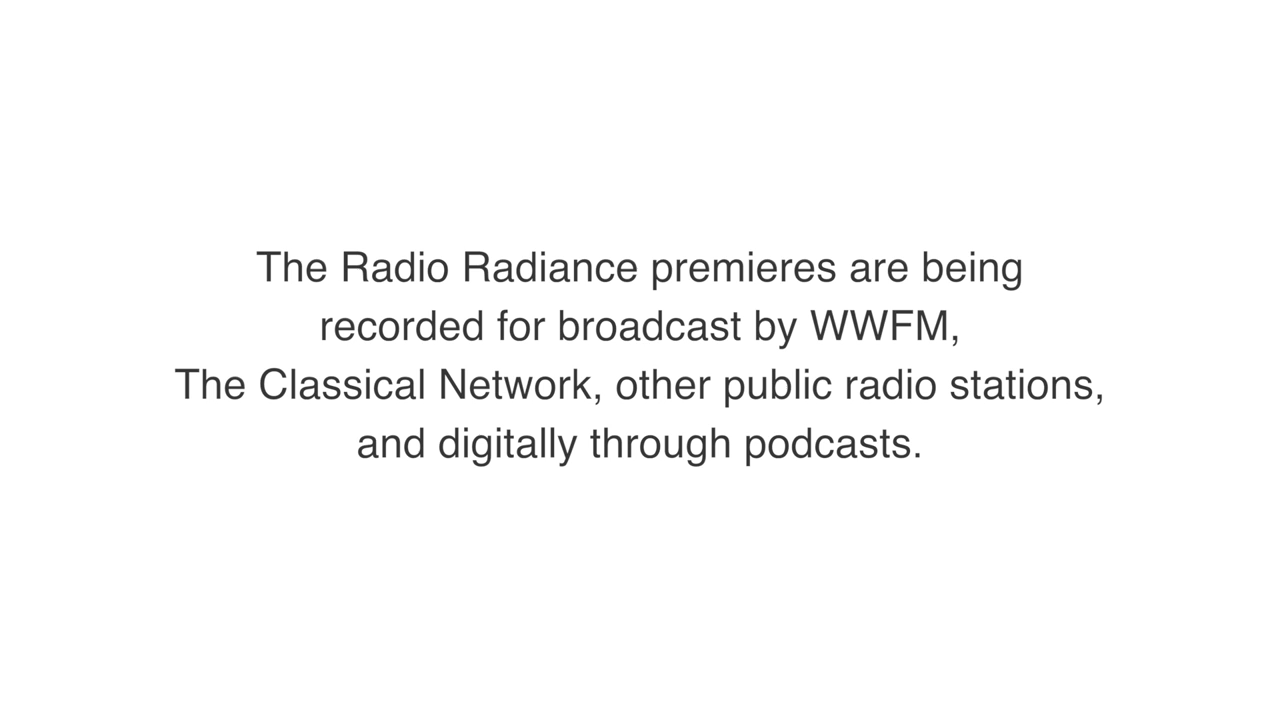 The Radio Radiance premieres are being
recorded for broadcast by WWFM,
The Classical Network, other public radio stations,
and digitally through podcasts.